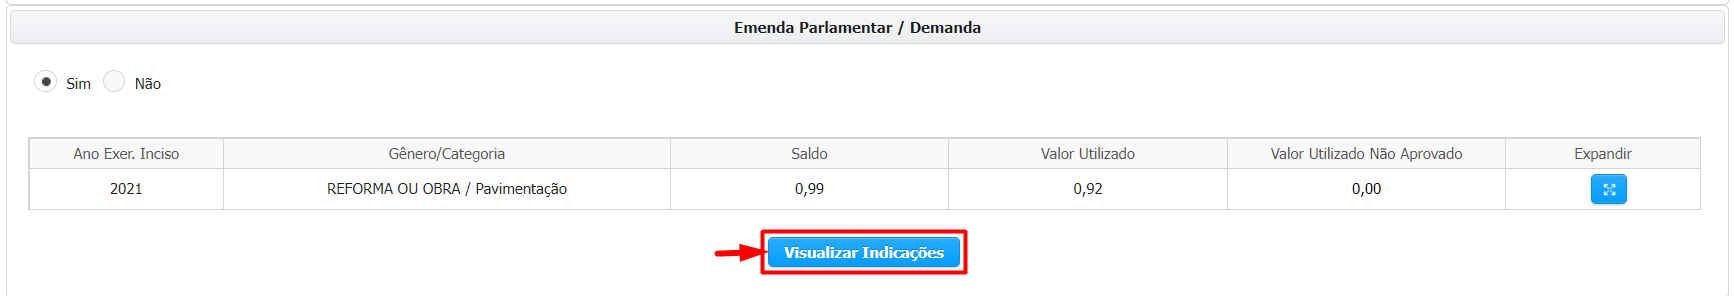 Emenda Parlamentar / Demanda
Sim Não
Ano Exer. Inciso Gênero/Categoria Saldo Valor Utilizado Valor Utilizado Não Aprovado Expandir
2021 REFORMA OU OBRA / Pavimentação 0,99 0,92 0,00
Visualizar Indicações